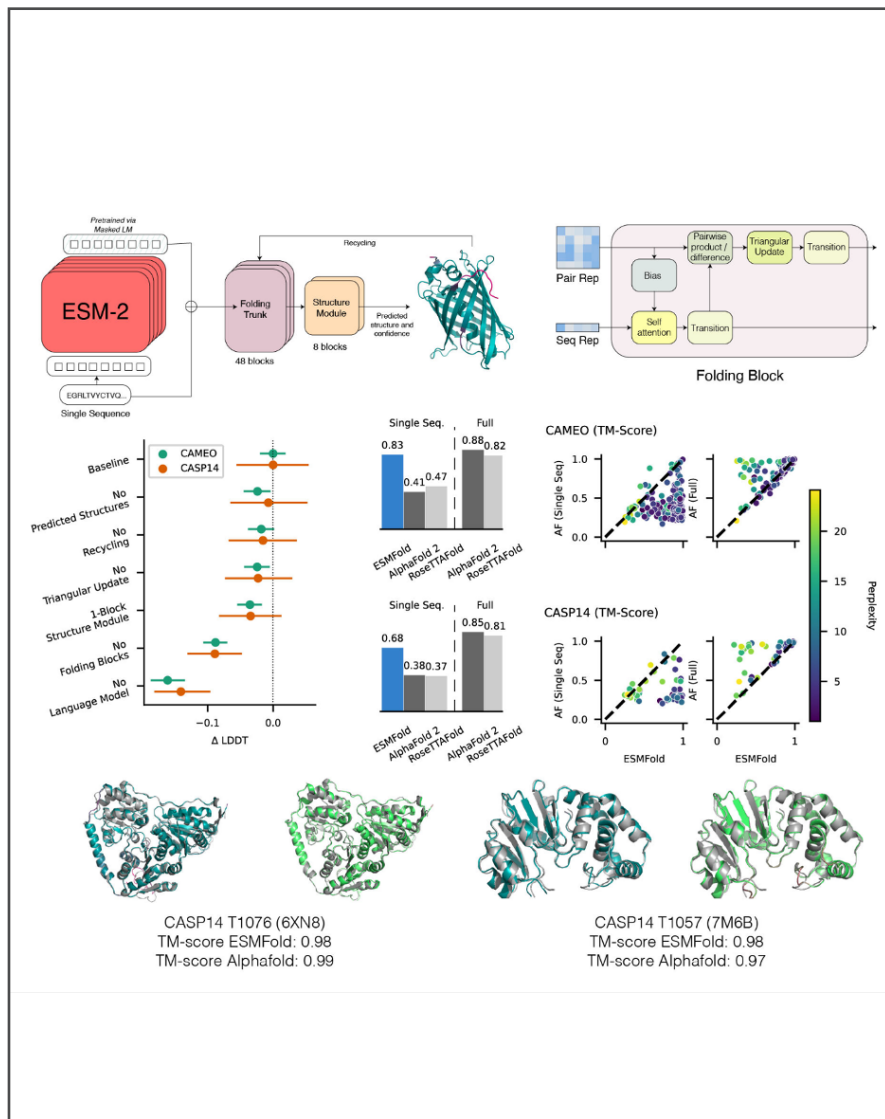 Pretrained via
Masked LM
ESM-2
EGRLTVYYCTVQ...
Single Sequence
Recycling
Folding
Trunk
48 blocks
Structure
Module
8 blocks
Predicted
structure and
confidence
Pair Rep
Seq Rep
Bias
Self
attention
Pairwise
product /
difference
Transition
Triangular
Update
Transition
Folding Block
CAMEO
CASP14
Baseline
No
Predicted Structures
No
Recycling
No
Triangular Update
1-Block
Structure Module
No
Folding Blocks
No
Language Model
−0.1
0.0
Δ LDDT
Single Seq.
Full
0.83
0.41
0.47
0.88
0.82
ESMFold
AlphaFold 2
RoseTTAFold
AlphaFold 2
RoseTTAFold
Single Seq.
Full
0.68
0.38
0.37
0.85
0.81
ESMFold
AlphaFold 2
RoseTTAFold
AlphaFold 2
RoseTTAFold
CAMEO (TM-Score)
AF (Single Seq)
1.0
0.5
0.0
AF (Full)
CASP14 (TM-Score)
AF (Single Seq)
1.0
0.5
0.0
AF (Full)
0
1
0
1
ESMFold
ESMFold
20
15
10
5
Perplexity
CASP14 T1076 (6XN8)
TM-score ESMFold: 0.98
TM-score Alphafold: 0.99
CASP14 T1057 (7M6B)
TM-score ESMFold: 0.98
TM-score Alphafold: 0.97